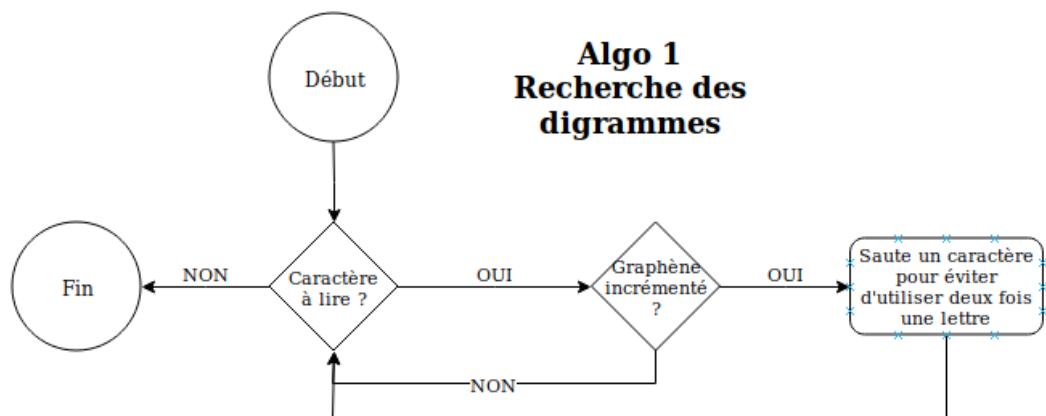 Algo 1
Recherche des
digrammes
Début
Fin
NON
Caractère
à lire ?
OUI
Graphène
incrémenté
?
OUI
Saute un caractère
pour éviter
d'utiliser deux fois
une lettre
NON